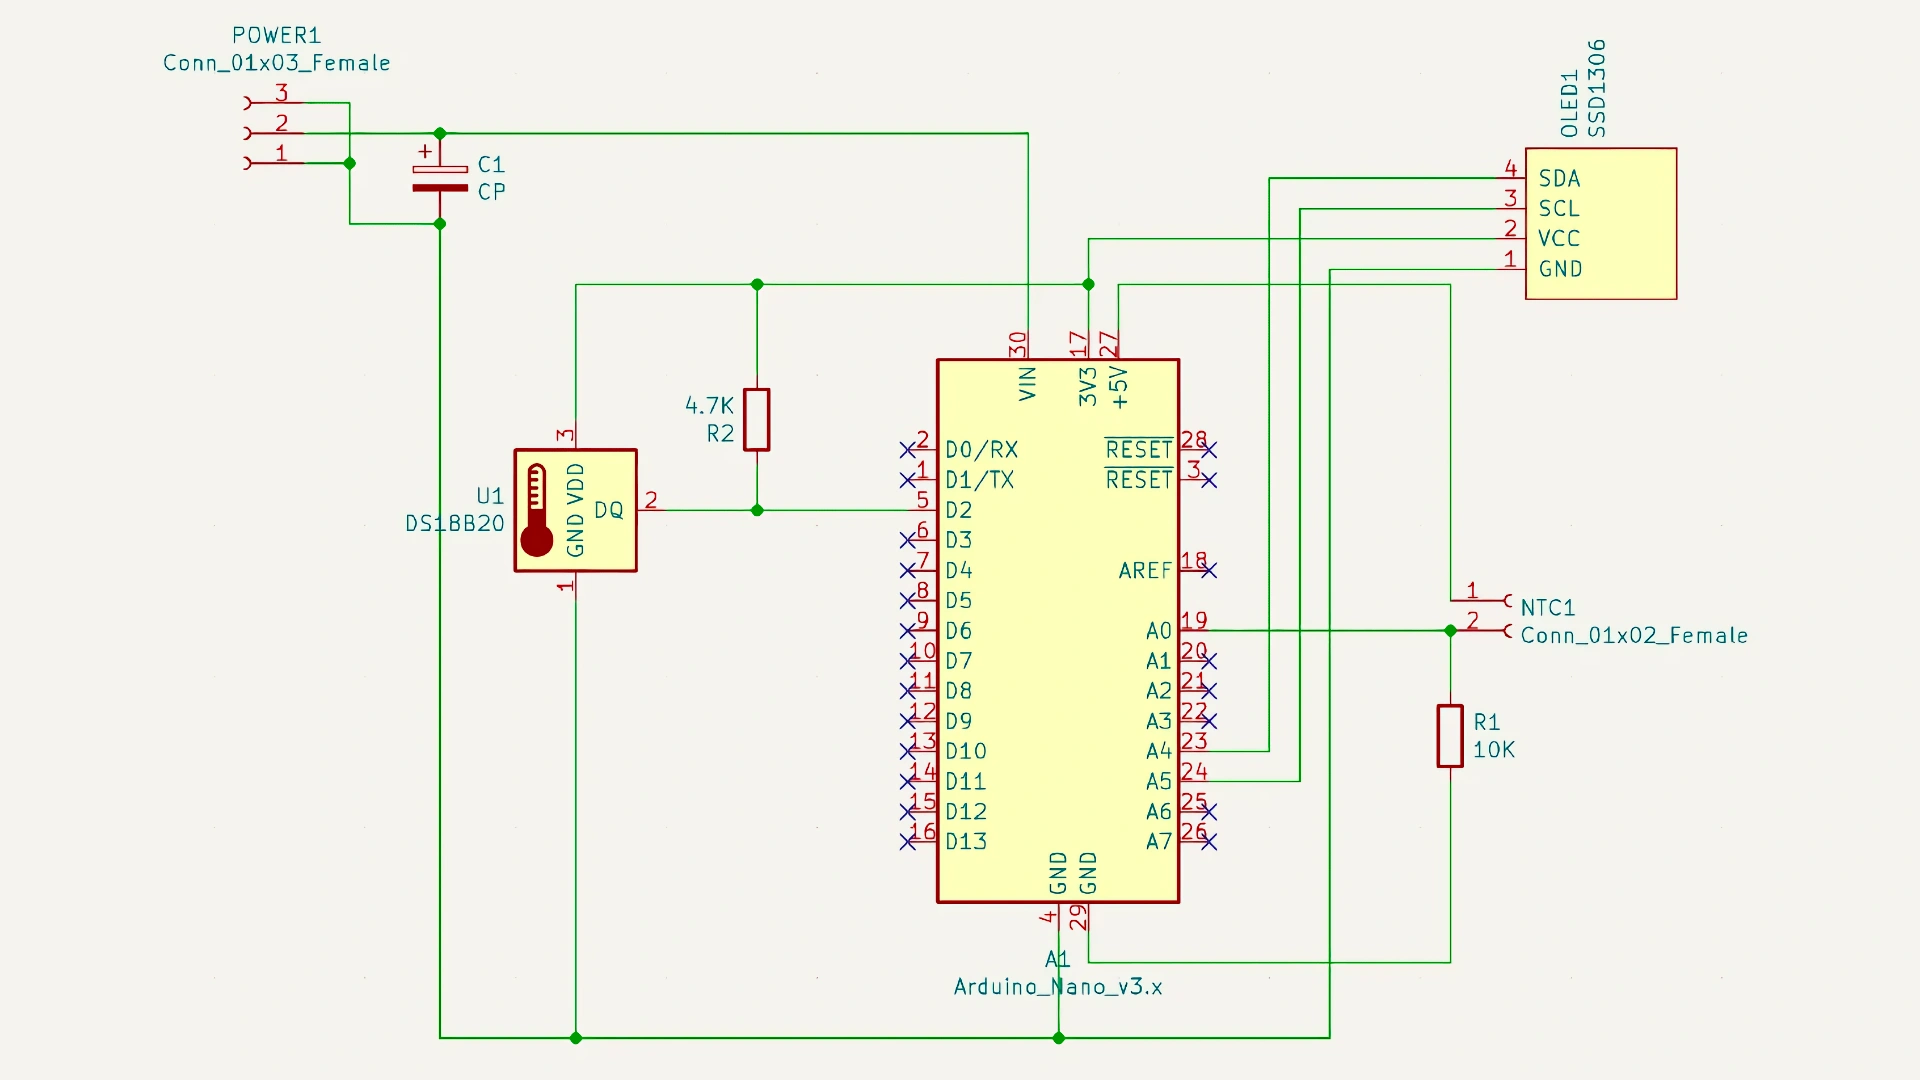 POWER1
Conn_01x03_Female
3
2
1
+
C1
CP
OLED1
SSD1306
4 SDA
3 SCL
2 VCC
1 GND
30
17
27
VIN
3V3
+5V
4.7K
R2
3
U1
DS18B20
VDD
GND
DQ
2
1
2 D0/RX
1 D1/TX
5 D2
6 D3
7 D4
8 D5
9 D6
10 D7
11 D8
12 D9
13 D10
14 D11
15 D12
16 D13
RESET 28
RESET 3
AREF 18
A0 19
A1 20
A2 21
A3 22
A4 23
A5 24
A6 25
A7 26
GND
GND
4
29
A1
Arduino_Nano_v3.x
1
2
NTC1
Conn_01x02_Female
R1
10K